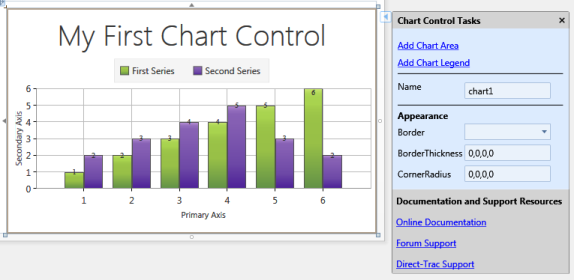 My First Chart Control
First Series Second Series
Secondary Axis
6
5
4
3
2
1
0
1 2 2 3 3 4 4 5 5 3 6 2
1 2 3 4 5 6
Primary Axis
Chart Control Tasks
Add Chart Area
Add Chart Legend
Name chart1
Appearance
Border
BorderThickness 0,0,0,0
CornerRadius 0,0,0,0
Documentation and Support Resources
Online Documentation
Forum Support
Direct-Trac Support